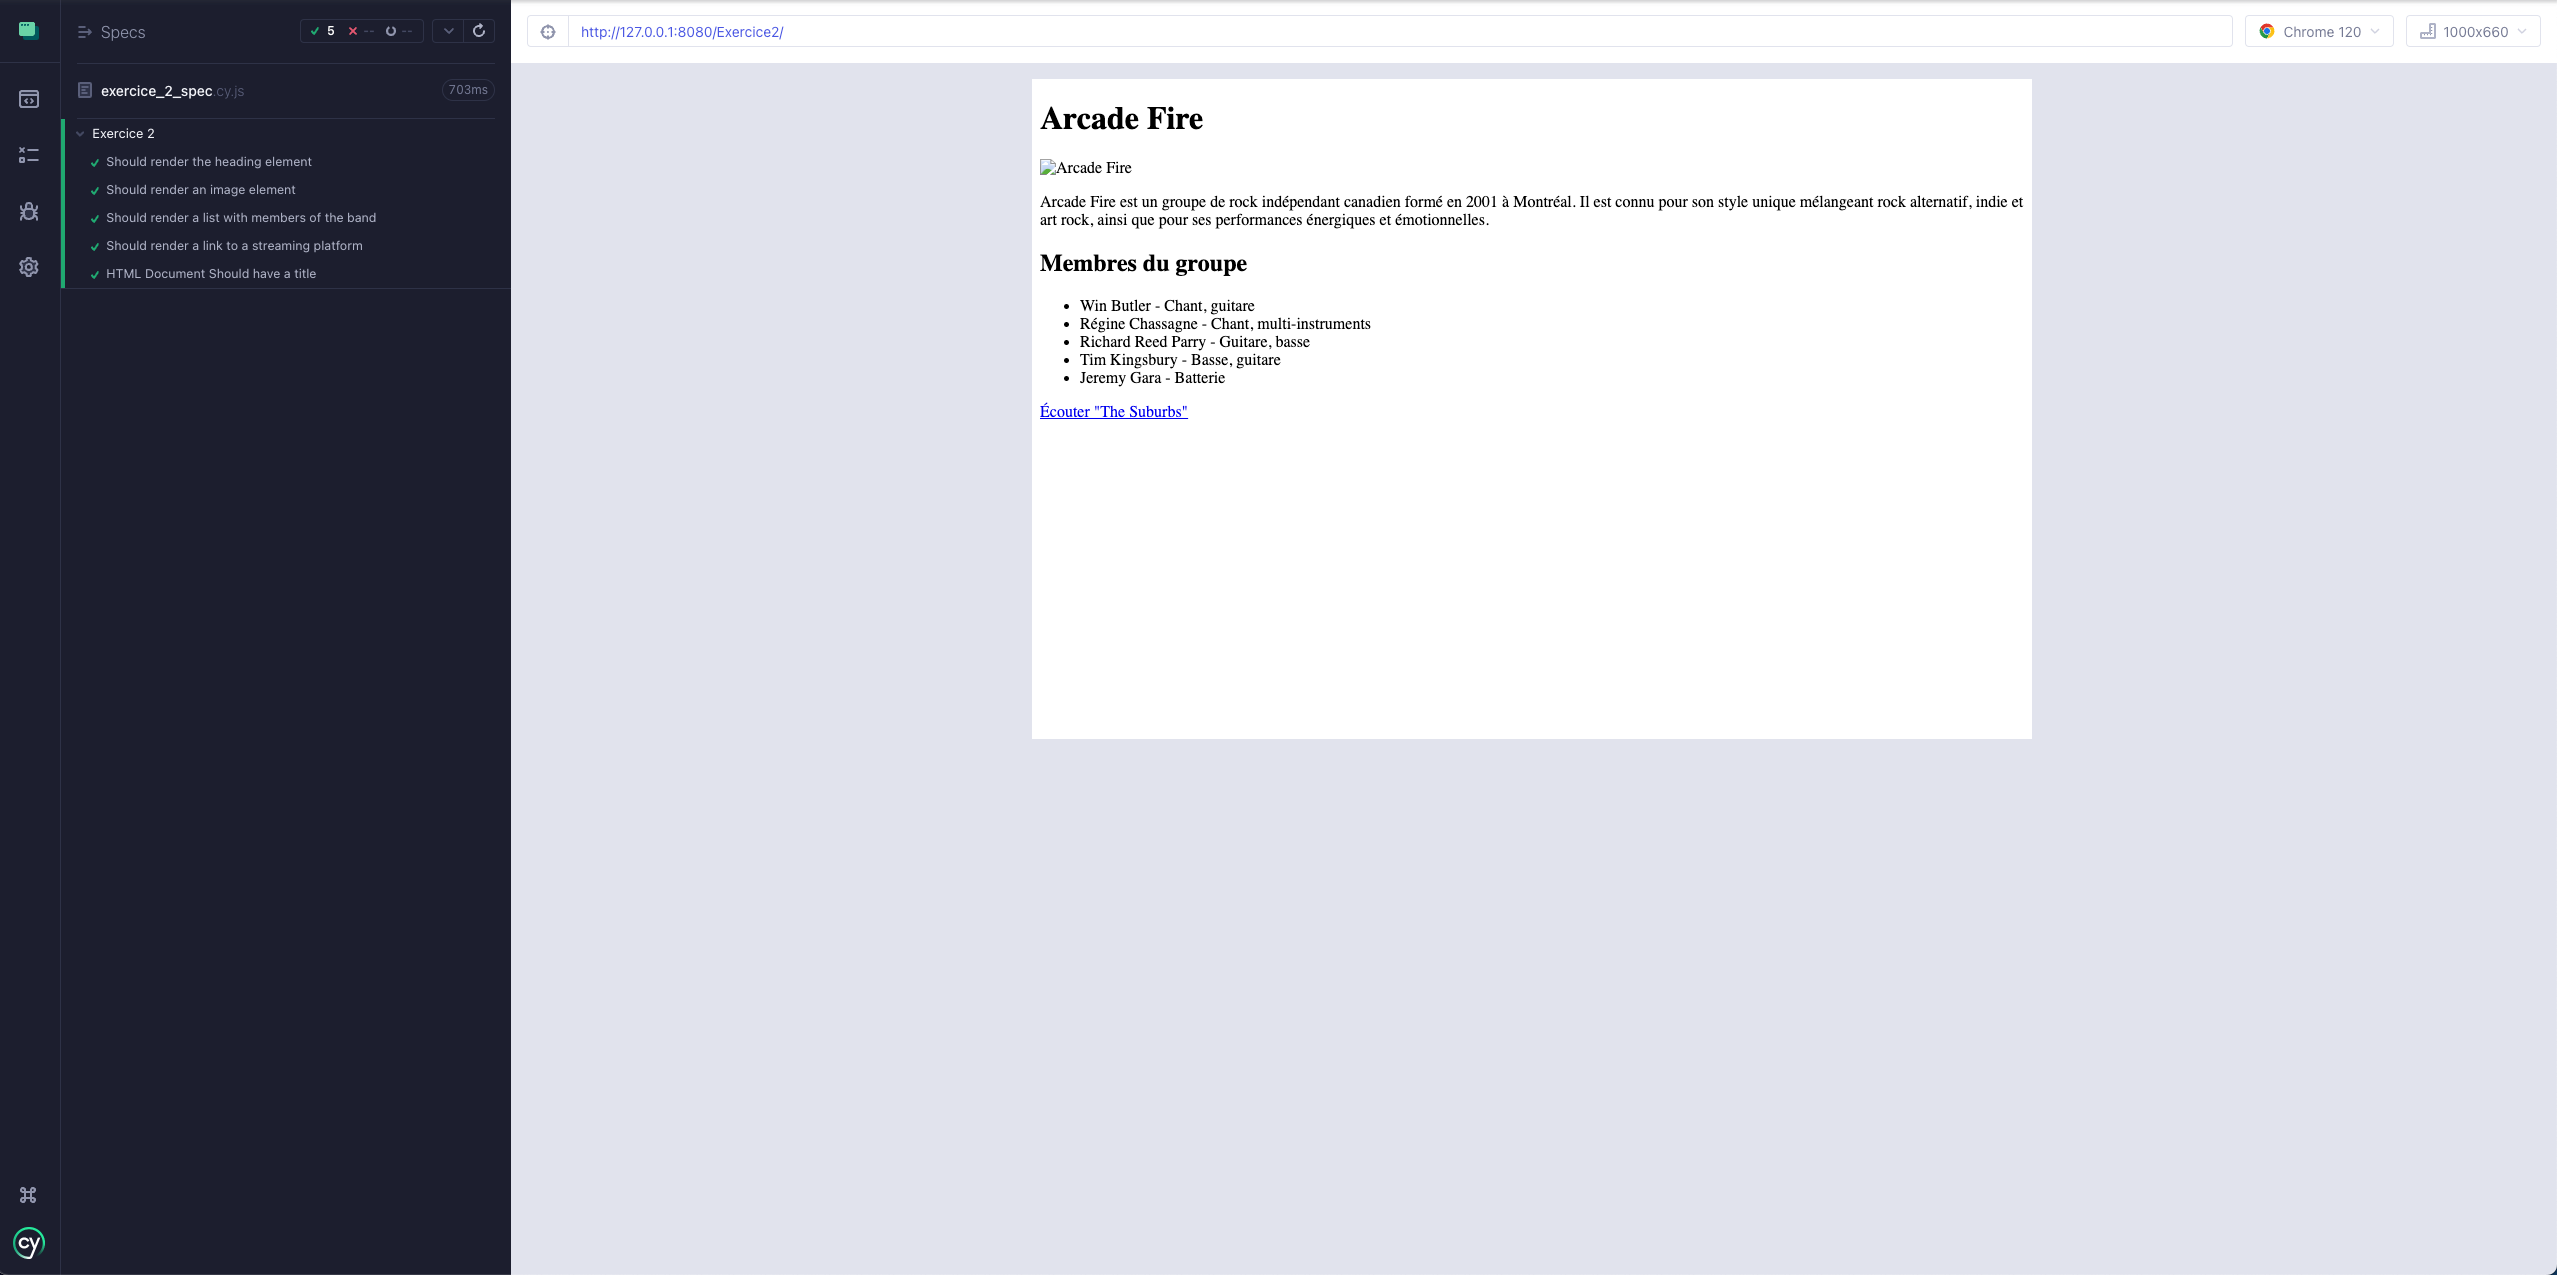 Specs
5 -- --
http://127.0.0.1:8080/Exercice2/
Chrome 120
1000x660
exercice_2_spec.cy.js
703ms
Exercice 2
Should render the heading element
Should render an image element
Should render a list with members of the band
Should render a link to a streaming platform
HTML Document Should have a title
Arcade Fire
Arcade Fire
Arcade Fire est un groupe de rock indépendant canadien formé en 2001 à Montréal. Il est connu pour son style unique mélangeant rock alternatif, indie et
art rock, ainsi que pour ses performances énergiques et émotionnelles.
Membres du groupe
• Win Butler - Chant, guitare
• Régine Chassagne - Chant, multi-instruments
• Richard Reed Parry - Guitare, basse
• Tim Kingsbury - Basse, guitare
• Jeremy Gara - Batterie
Écouter "The Suburbs"
cy